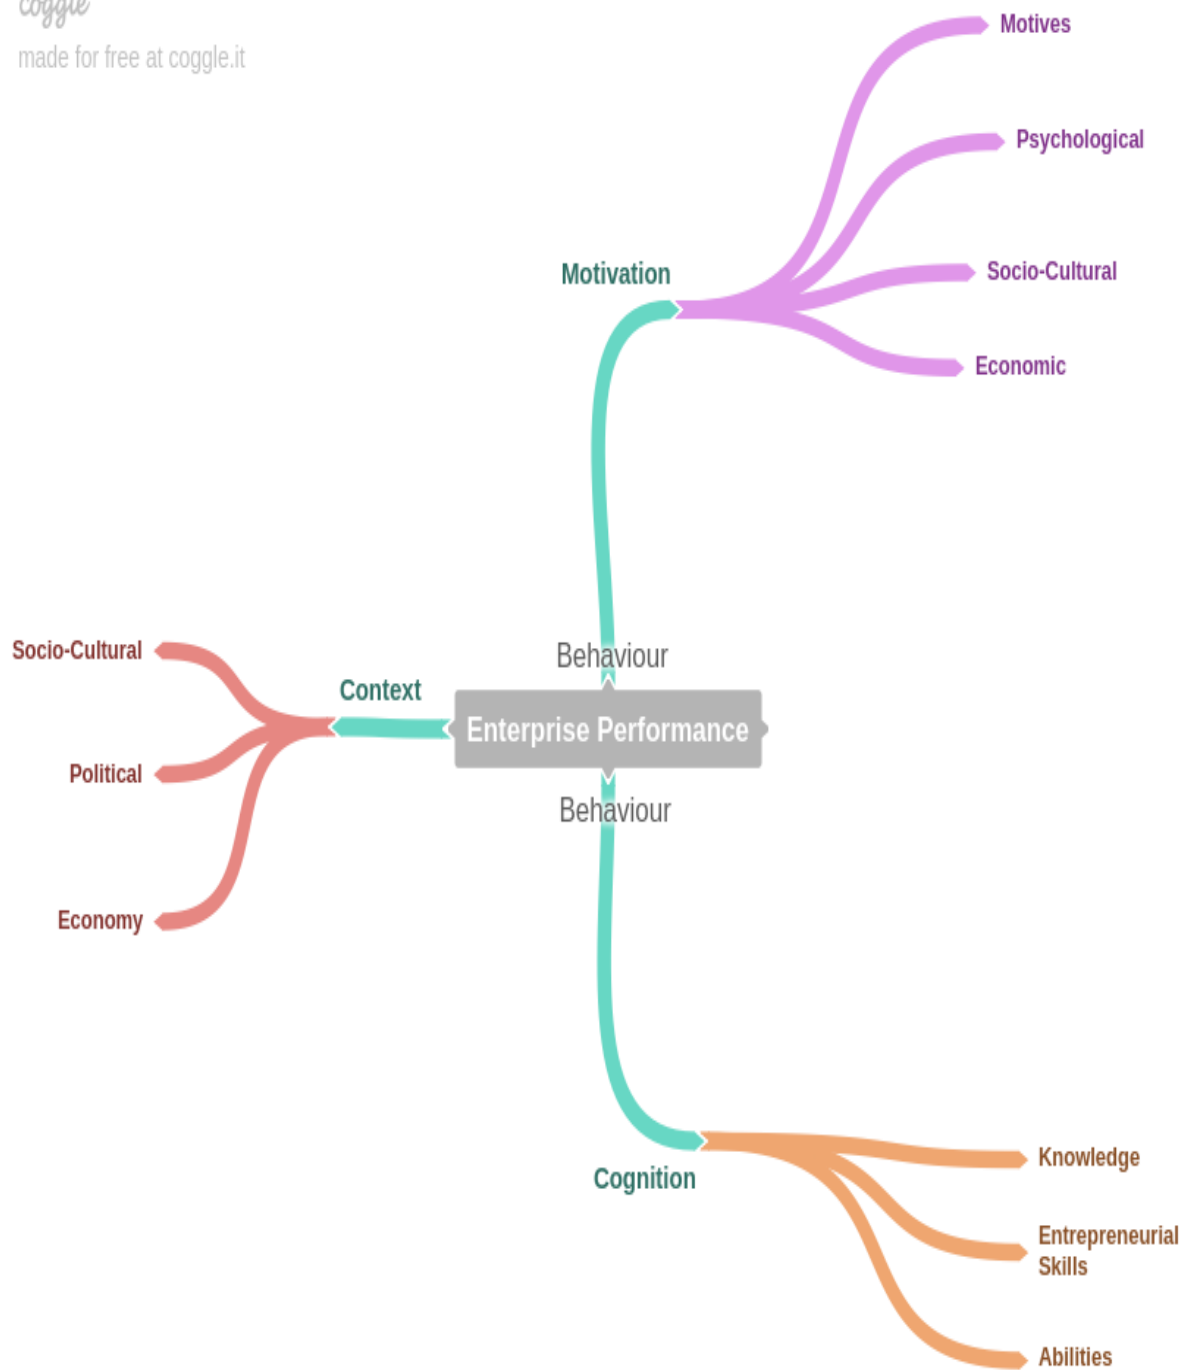 coggle
made for free at coggle.it
Motives
Psychological
Socio-Cultural
Economic
Motivation
Behaviour
Socio-Cultural
Context
Enterprise Performance
Political
Behaviour
Economy
Cognition
Knowledge
Entrepreneurial
Skills
Abilities